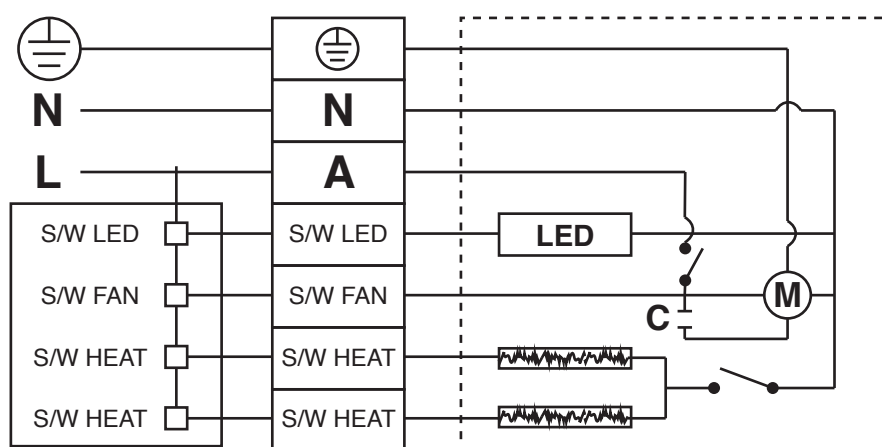 N N
L A
S/W LED S/W LED LED
S/W FAN S/W FAN M
C
S/W HEAT S/W HEAT
S/W HEAT S/W HEAT